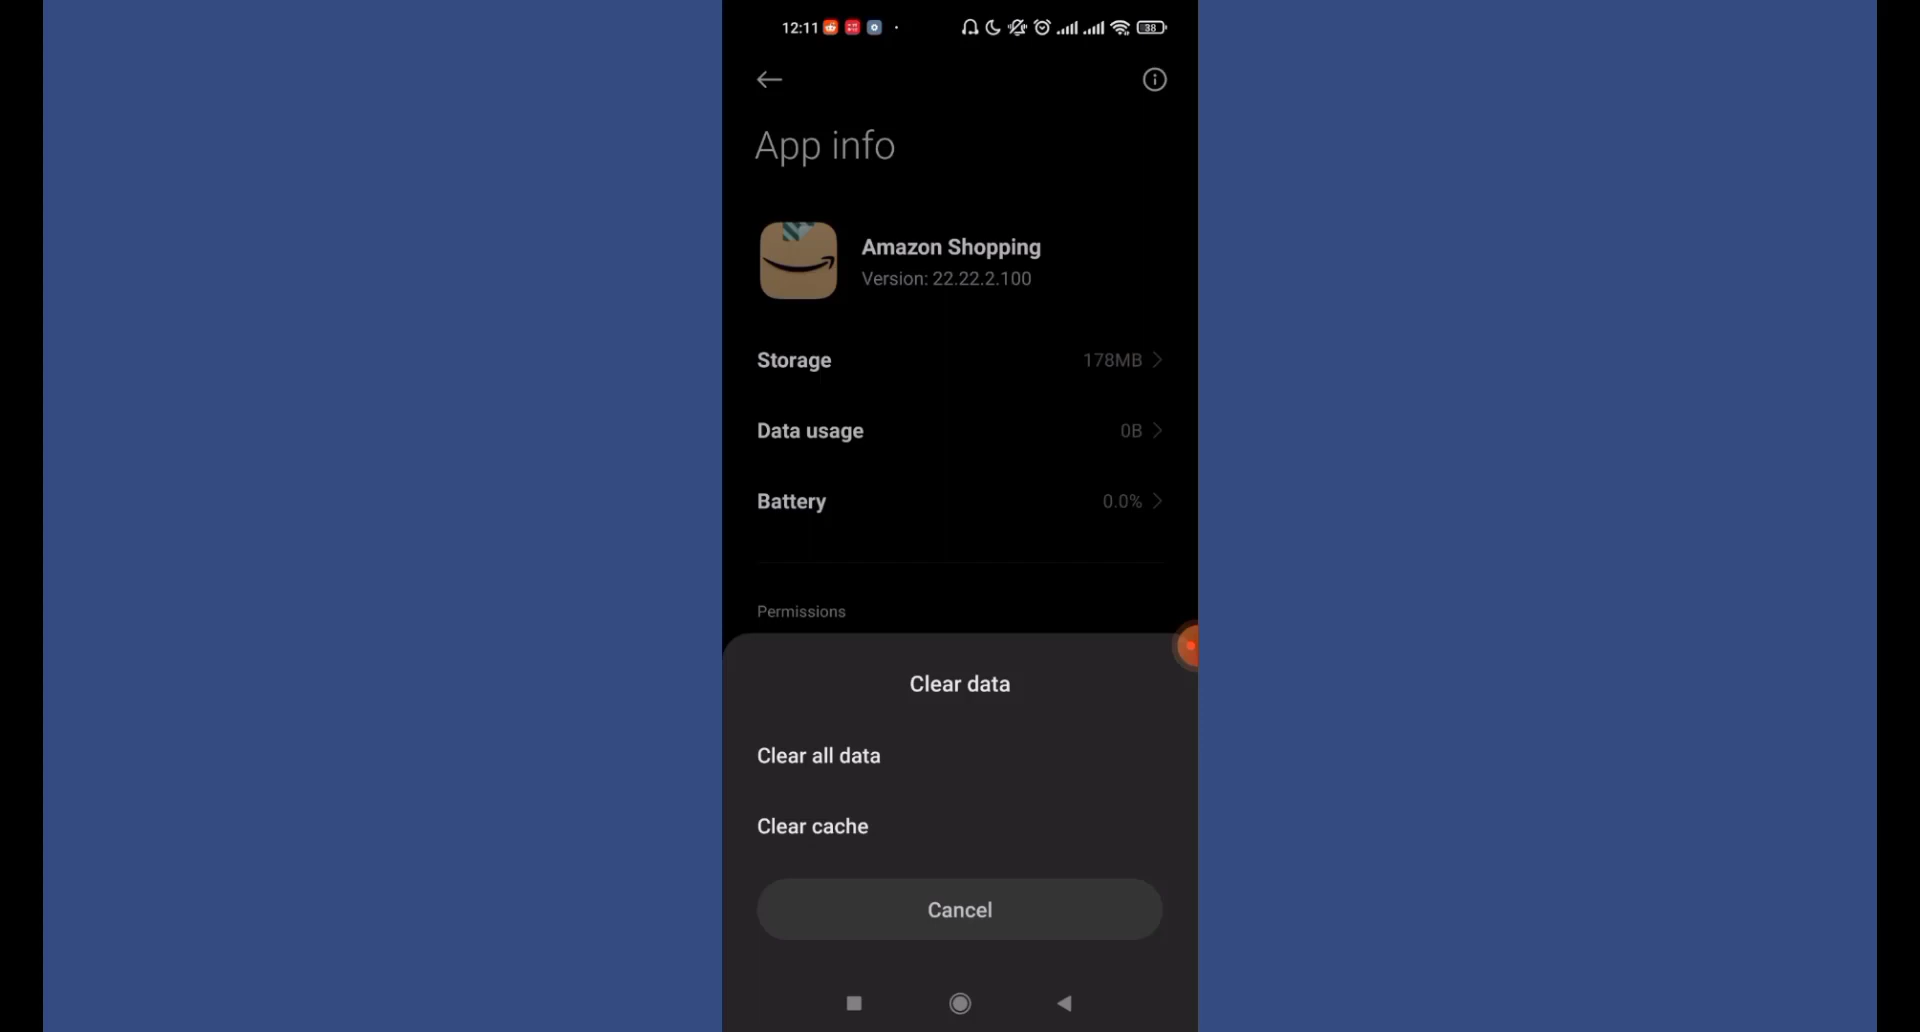 12:11
38
App info
Amazon Shopping
Version: 22.22.2.100
Storage 178MB
Data usage 0B
Battery 0.0%
Permissions
Clear data
Clear all data
Clear cache
Cancel